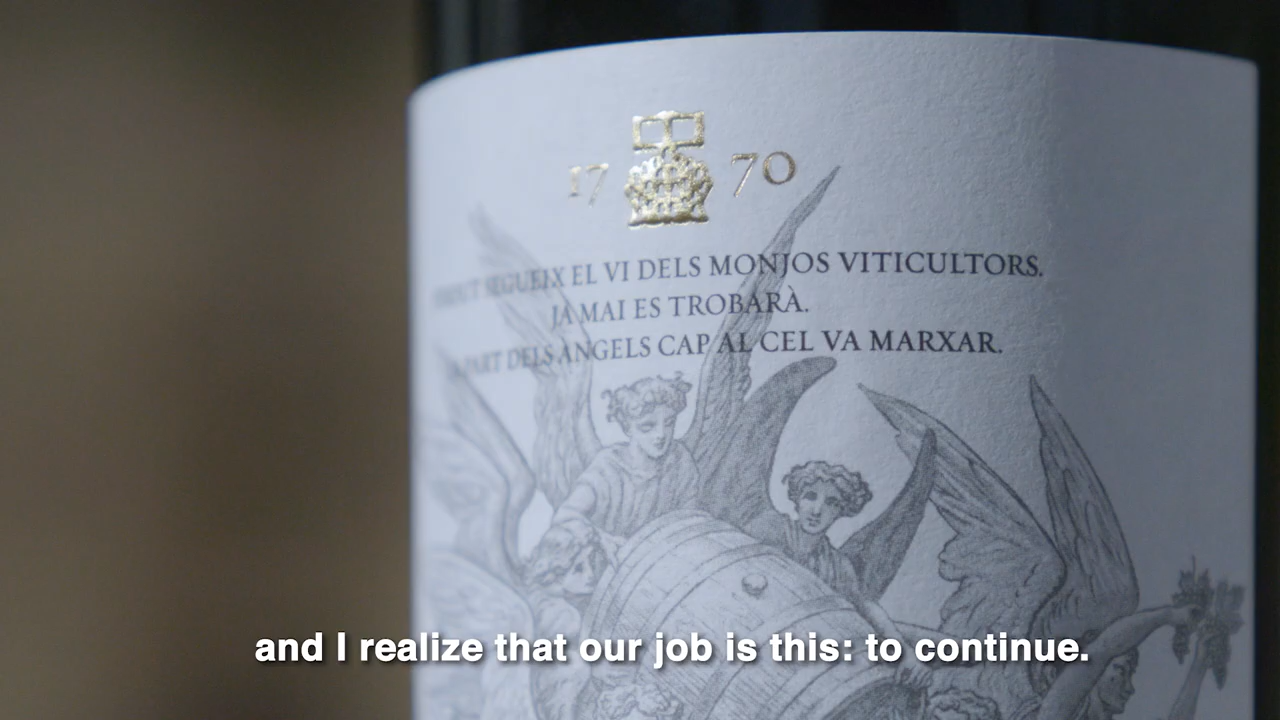 17 70
SEGUEIX EL VI DELS MONJOS VITICULTORS.
JA MAI ES TROBARÀ.
PART DELS ÀNGELS CAP AL CEL VA MARXAR.
and I realize that our job is this: to continue.